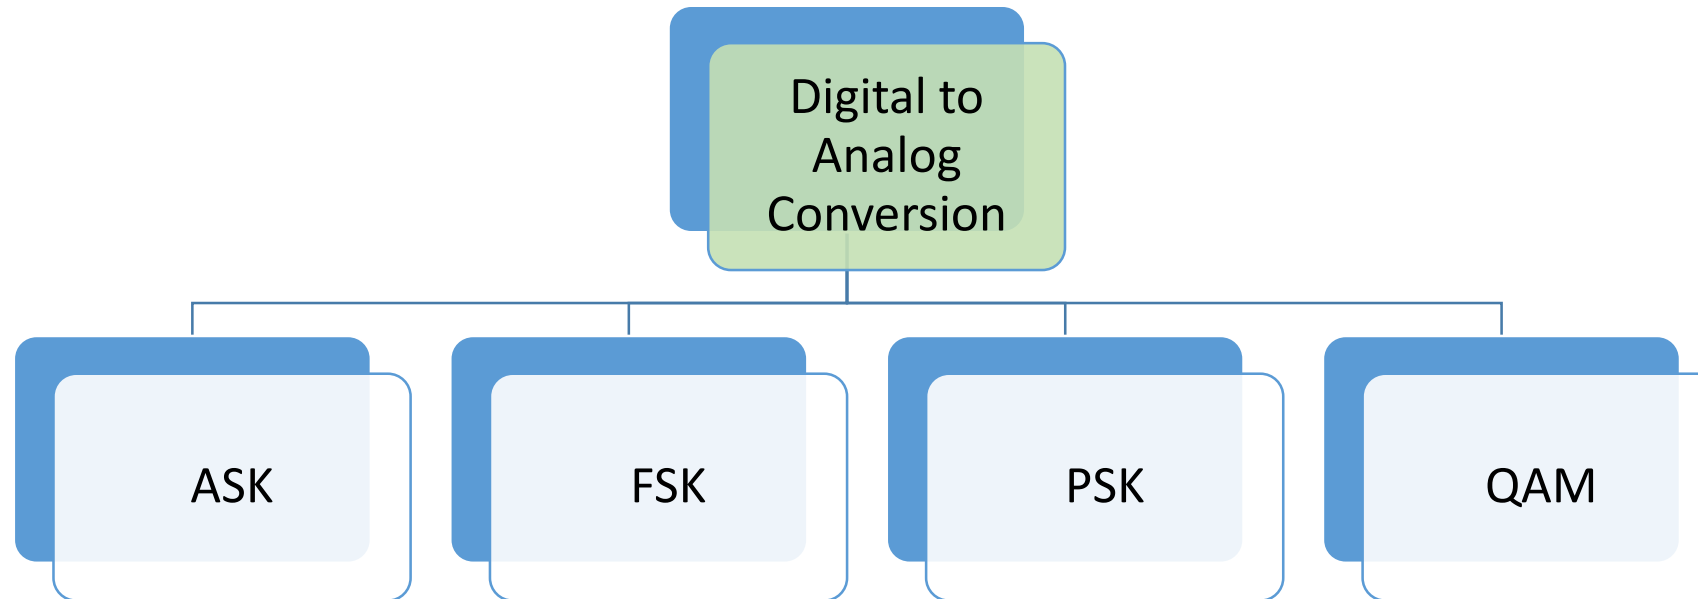 Digital to
Analog
Conversion
ASK
FSK
PSK
QAM